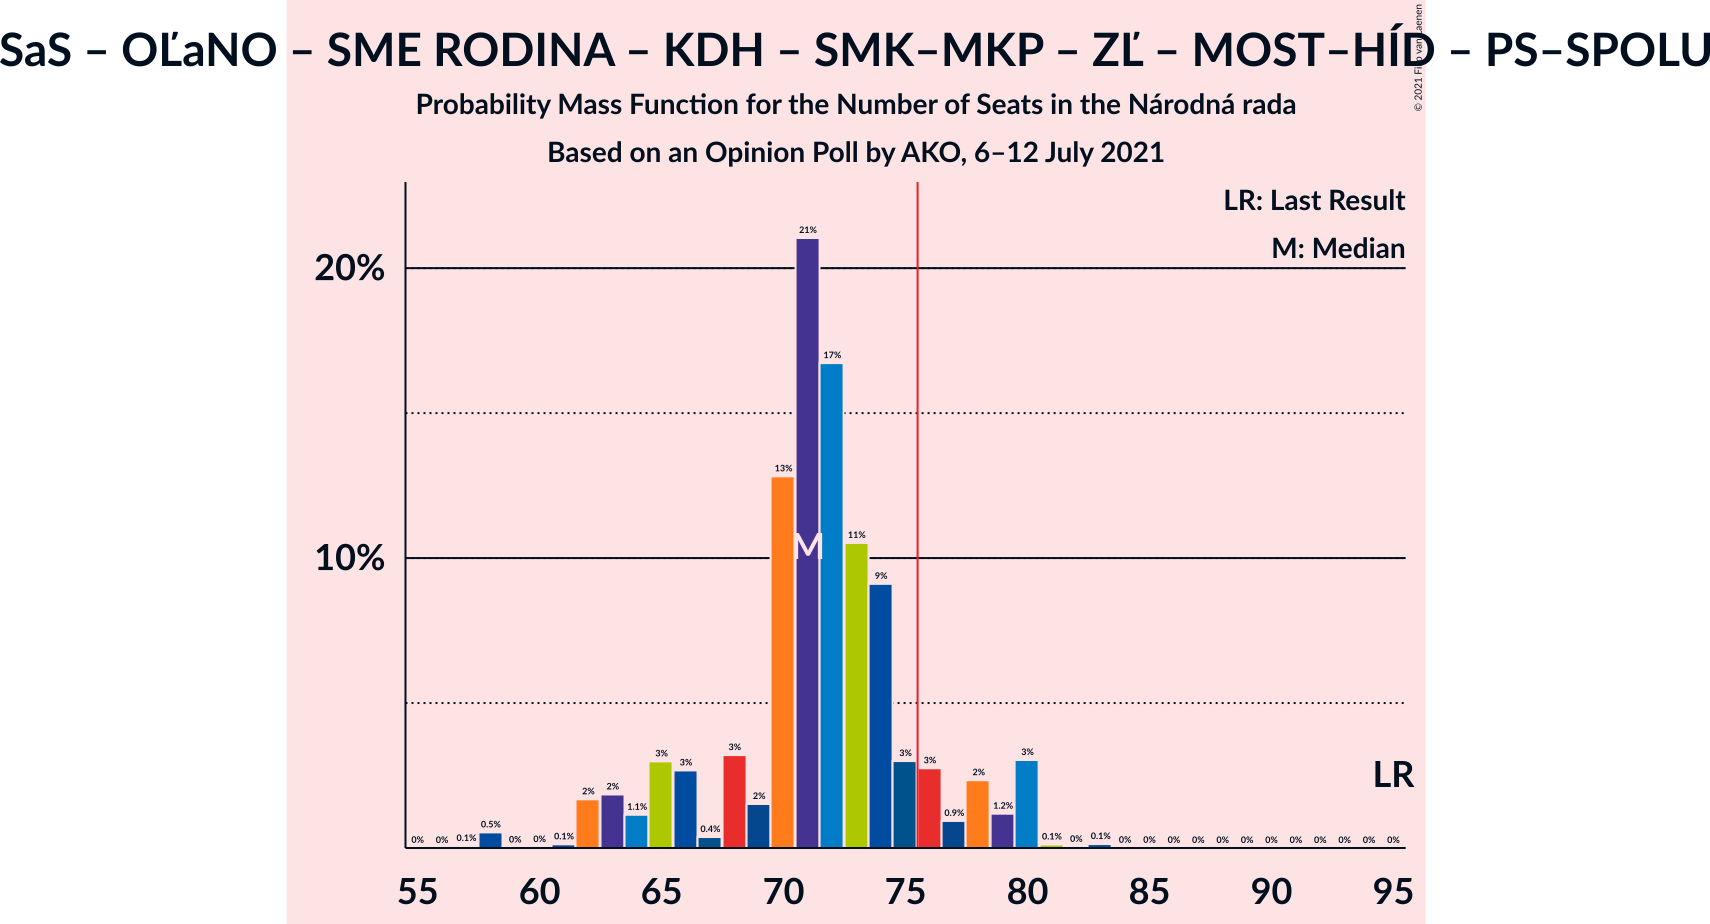 SaS – OĽaNO – SME RODINA – KDH – SMK–MKP – ZĽ – MOST–HÍD – PS–SPOLU
© 2021 Filip van Laenen
Probability Mass Function for the Number of Seats in the Národná rada
Based on an Opinion Poll by AKO, 6–12 July 2021
LR: Last Result
M: Median
20%
10%
0% 0% 0.1% 0.5% 0% 0% 0.1% 2% 2% 1.1% 3% 3% 0.4% 3% 2% 13% 21% 17% 11% 9% 3% 3% 0.9% 2% 1.2% 3% 0.1% 0% 0.1% 0% 0% 0% 0% 0% 0% 0% 0% 0% 0% 0% 0%
M
LR
55 60 65 70 75 80 85 90 95